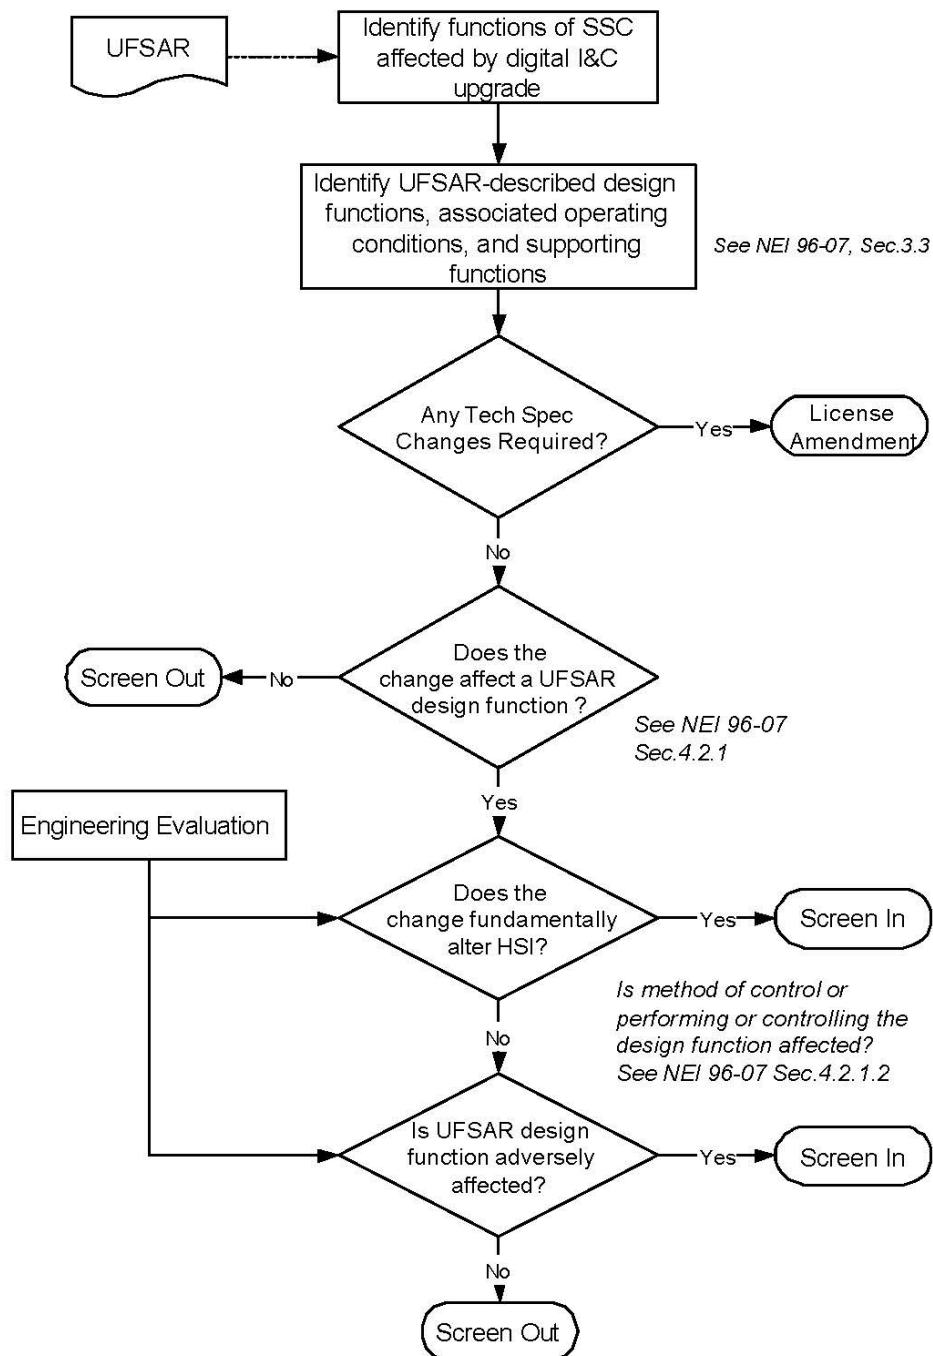 UFSAR
Identify functions of SSC
affected by digital I&C
upgrade
Identify UFSAR-described design
functions, associated operating
conditions, and supporting
functions
See NEI 96-07, Sec.3.3
Any Tech Spec
Changes Required?
Yes
License
Amendment
No
Does the
change affect a UFSAR
design function ?
No
Screen Out
See NEI 96-07
Sec.4.2.1
Yes
Engineering Evaluation
Does the
change fundamentally
alter HSI?
Yes
Screen In
Is method of control or
performing or controlling the
design function affected?
See NEI 96-07 Sec.4.2.1.2
No
Is UFSAR design
function adversely
affected?
Yes
Screen In
No
Screen Out